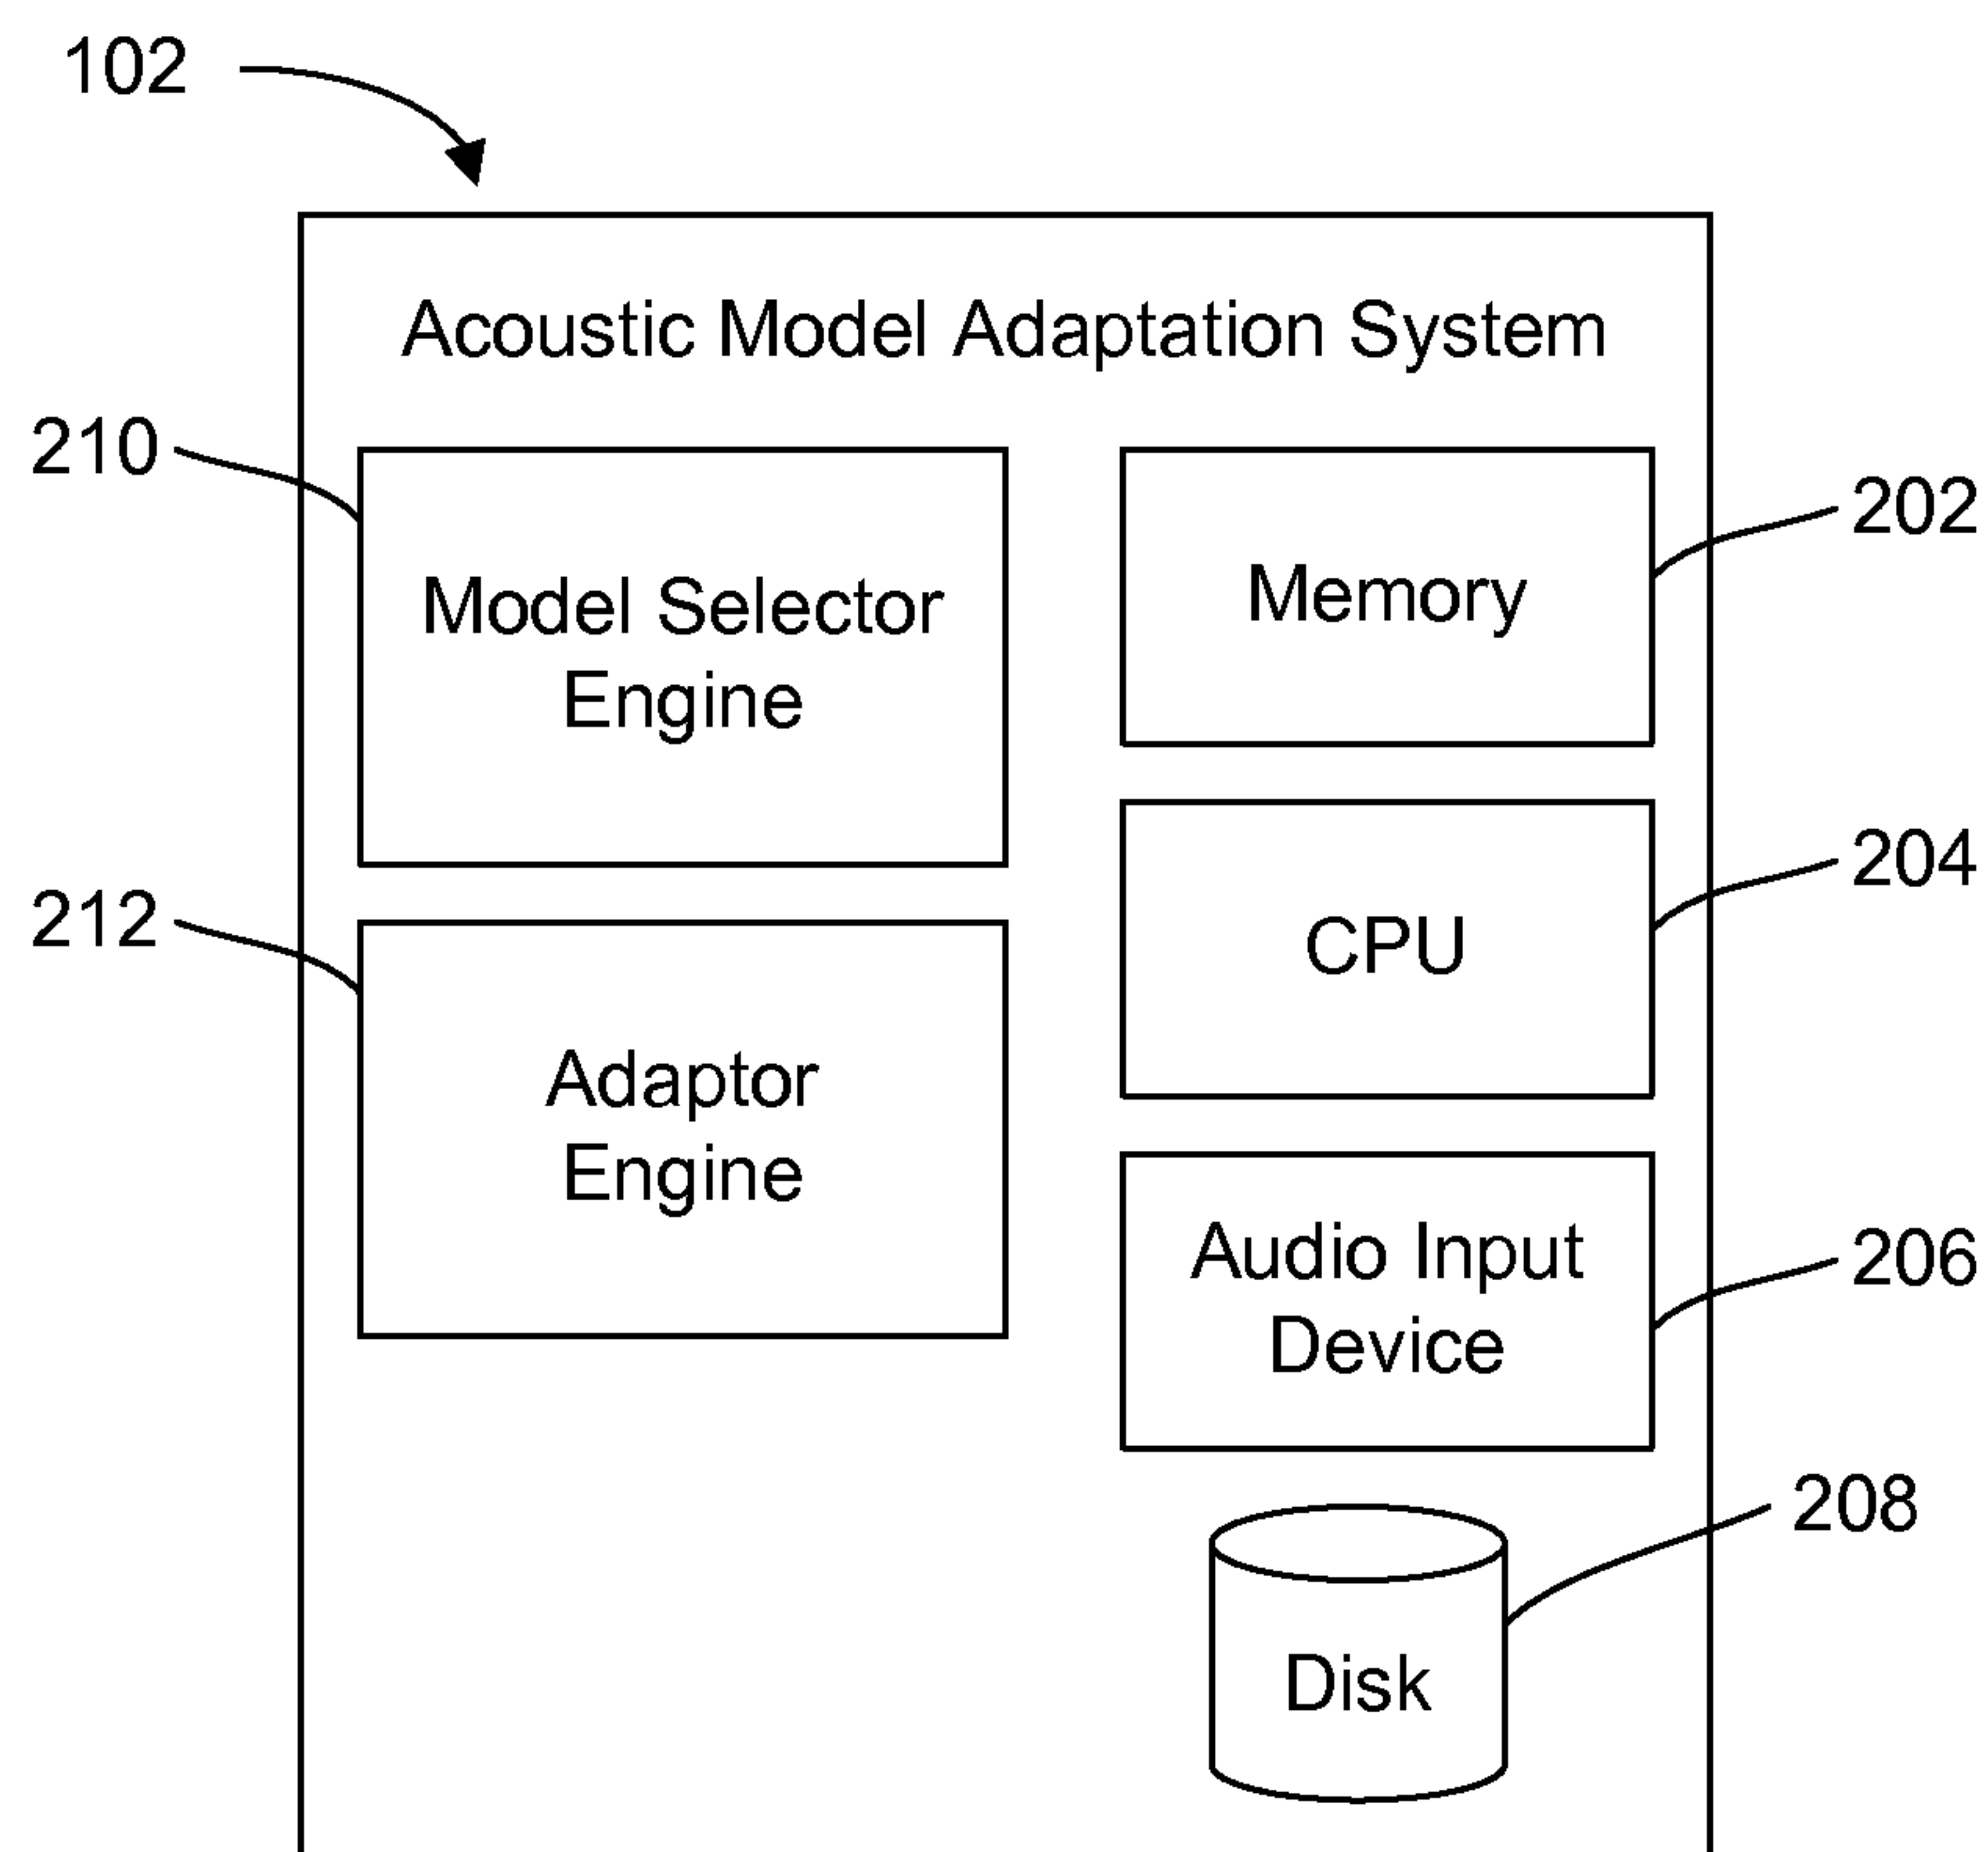 102
Acoustic Model Adaptation System
210
Model Selector
Engine
Memory
202
212
Adaptor
Engine
CPU
204
Audio Input
Device
206
Disk
208